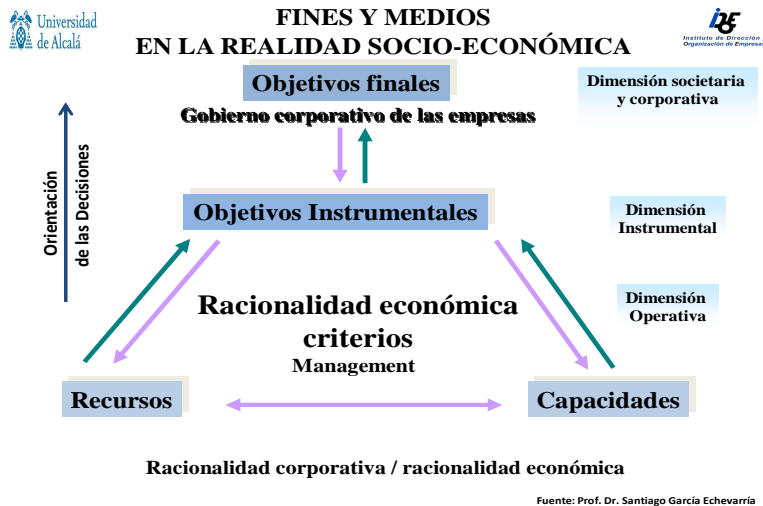 Universidad
de Alcalá
FINES Y MEDIOS
EN LA REALIDAD SOCIO-ECONÓMICA
Instituto de Dirección
Organización de Empresas
Objetivos finales
Dimensión societaria
y corporativa
Gobierno corporativo de las empresas
Orientación
de las Decisiones
Objetivos Instrumentales
Dimensión
Instrumental
Racionalidad económica
criterios
Management
Dimensión
Operativa
Recursos
Capacidades
Racionalidad corporativa / racionalidad económica
Fuente: Prof. Dr. Santiago García Echevarría